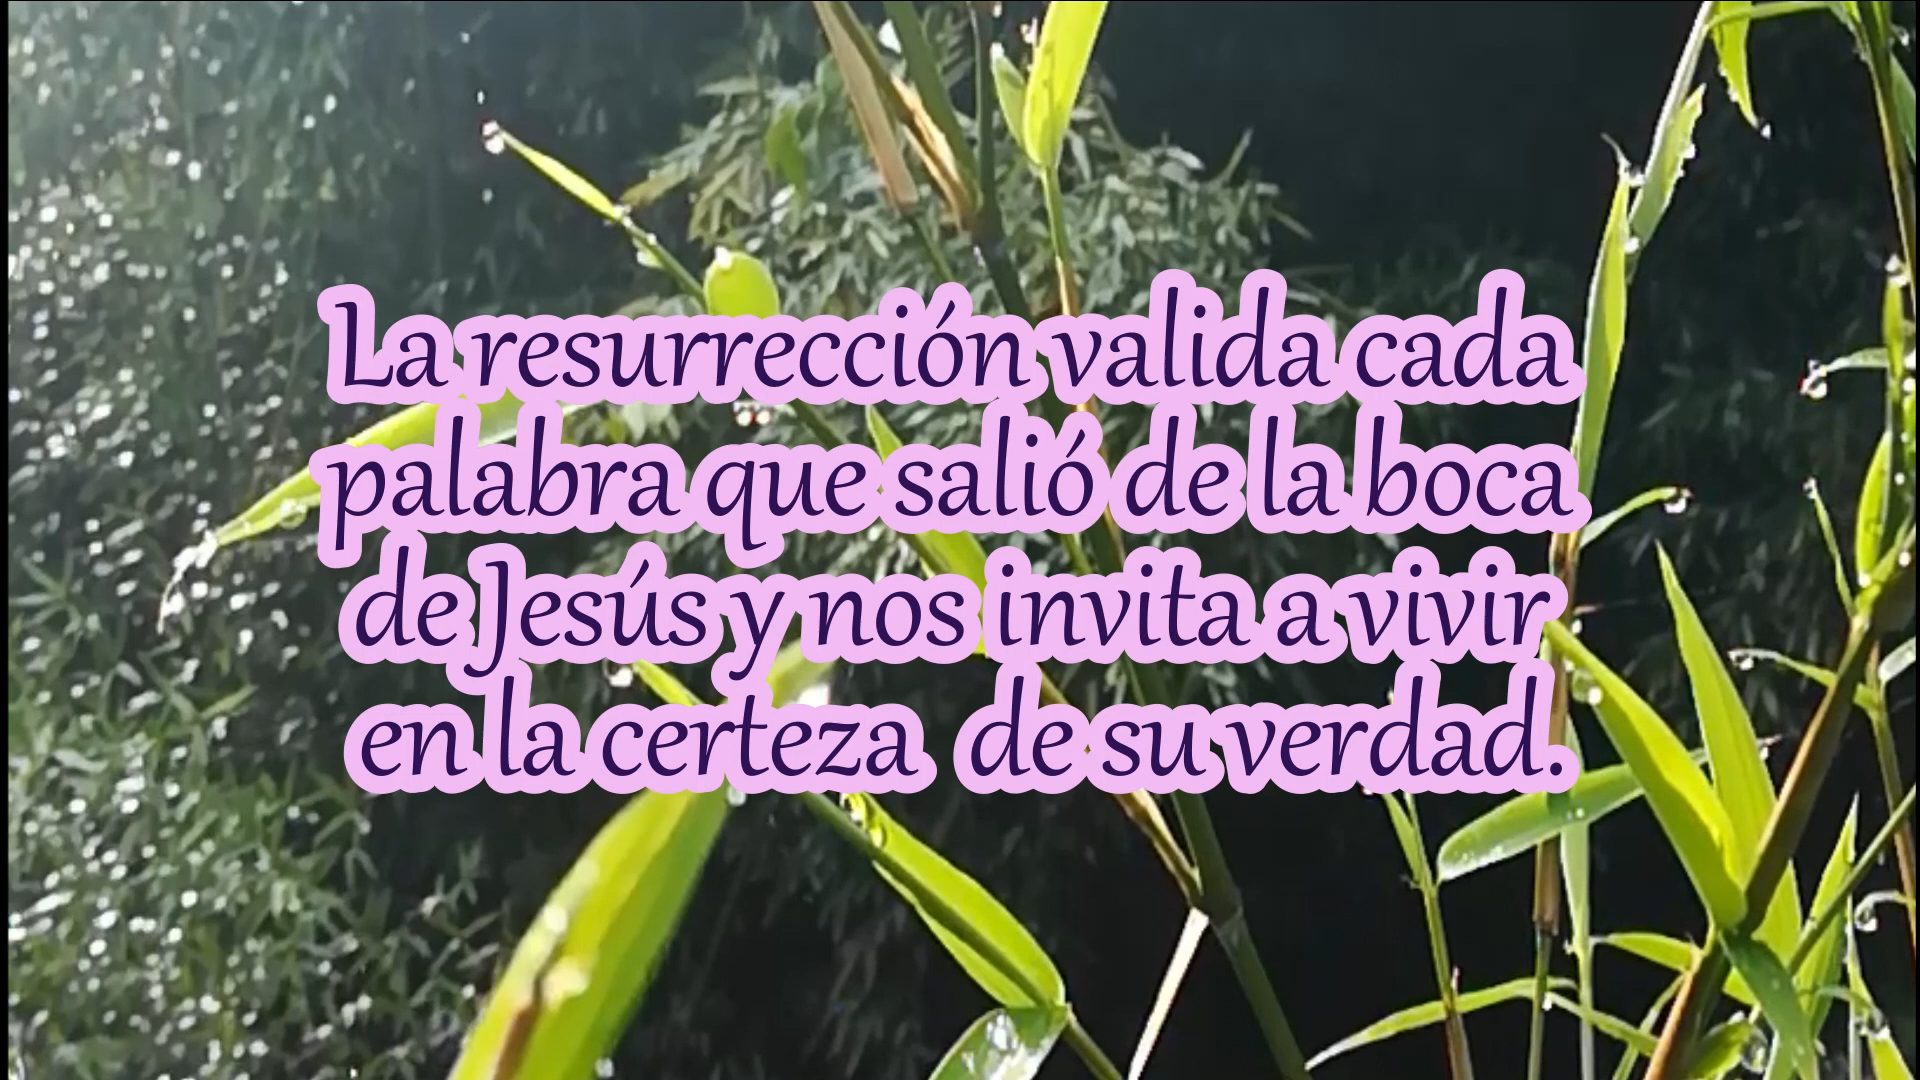 La resurrección valida cada
palabra que salió de la boca
de Jesús y nos invita a vivir
en la certeza  de su verdad.